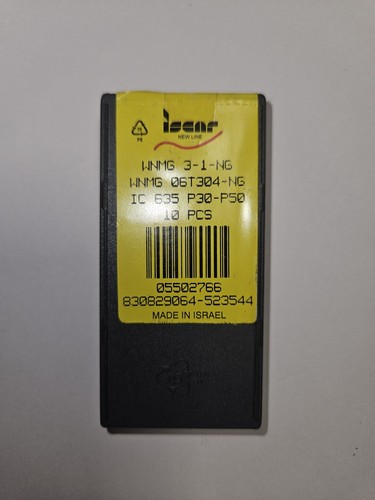 iscar
NEW LINE
PE
WNMG 3-1-NG
WNMG 06T304-NG
IC 635 P30-P50
10 PCS
05502766
830829064-523544
MADE IN ISRAEL